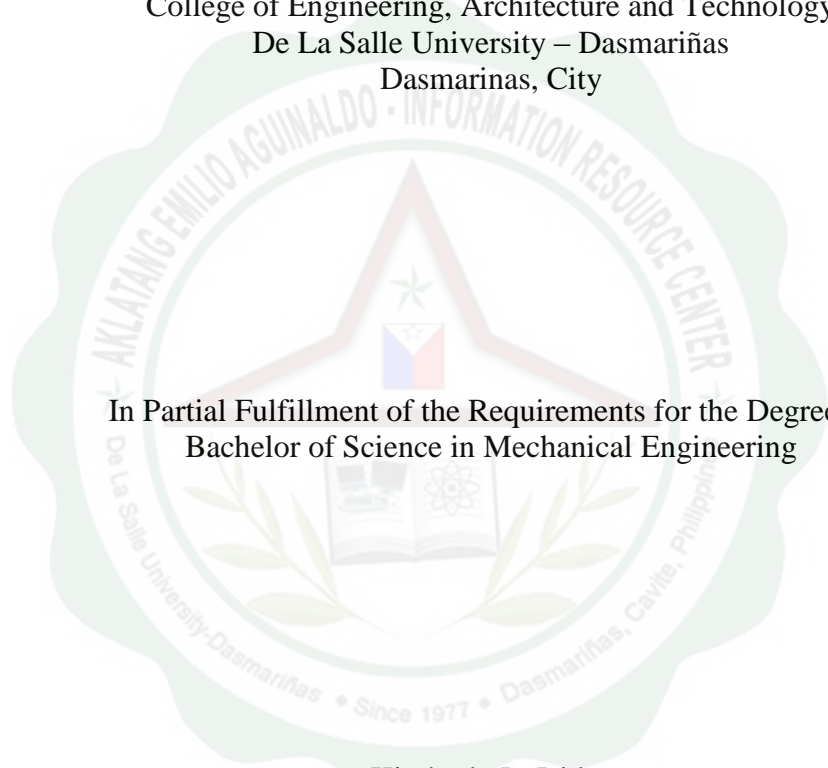 College of Engineering, Architecture and Technology
De La Salle University – Dasmariñas
Dasmarinas, City
AKLATANG EMILIO AGUINALDO - INFORMATION RESOURCE CENTER
In Partial Fulfillment of the Requirements for the Degree
Bachelor of Science in Mechanical Engineering
De La Salle University-Dasmariñas • Since 1977 • Dasmariñas, Cavite, Philippines